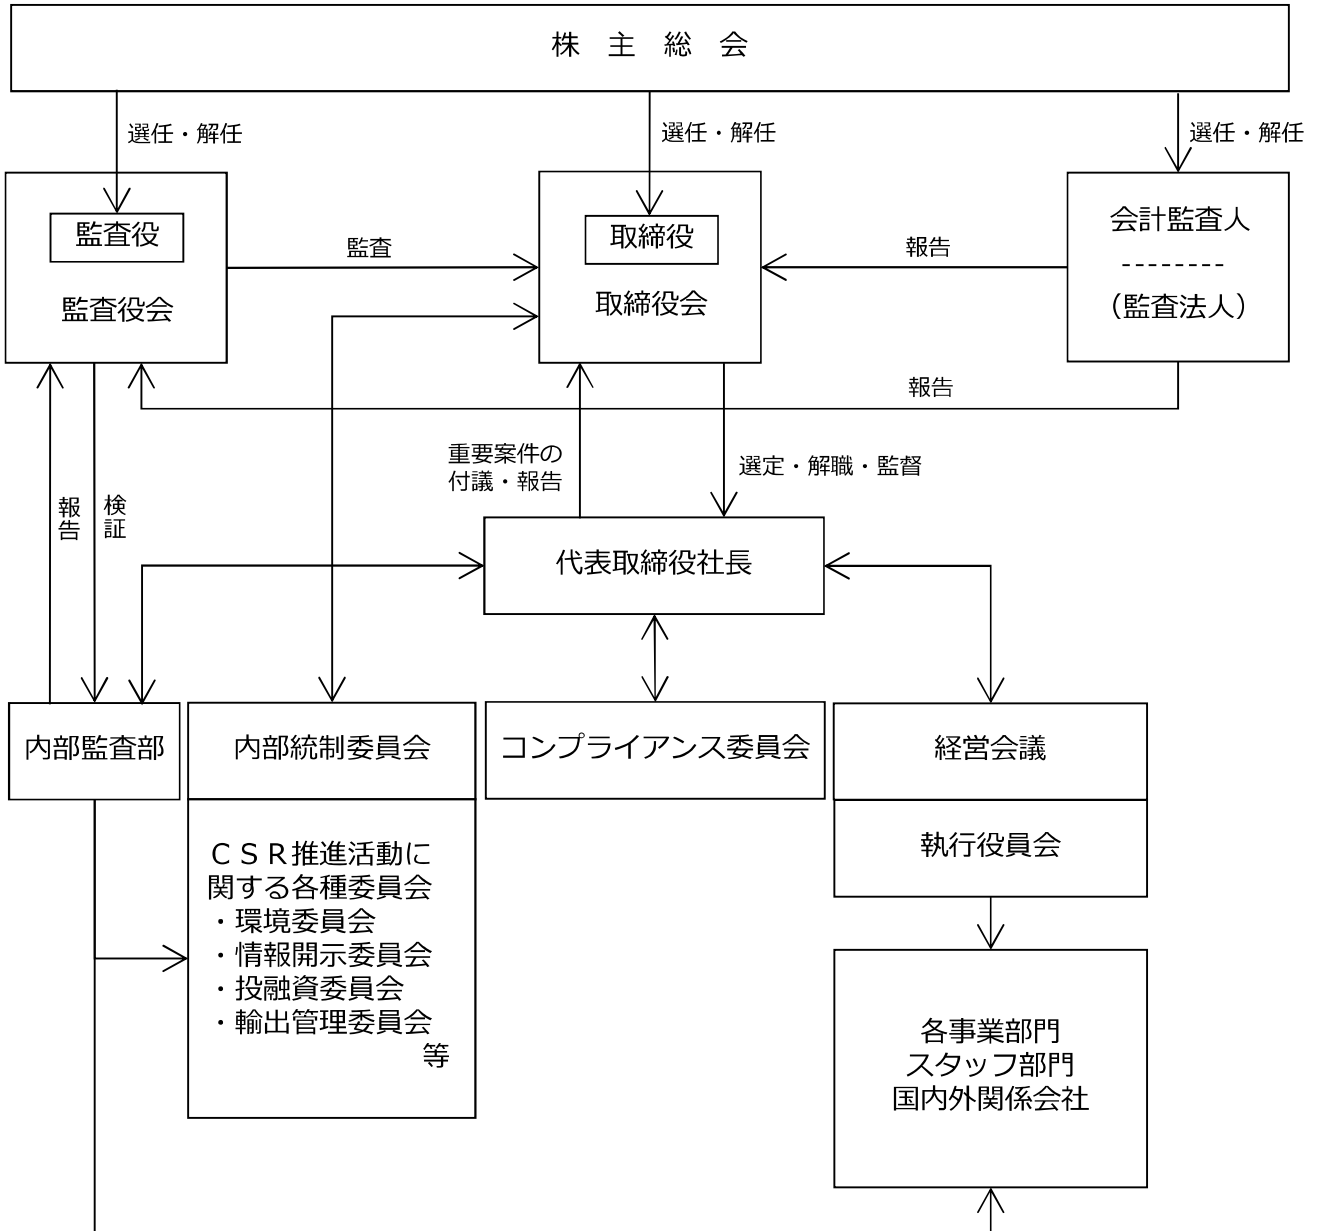 株　主　総　会
選任・解任
選任・解任
選任・解任
監査役
監査役会
監査
取締役
取締役会
報告
会計監査人
--------
（監査法人）
報告
重要案件の
付議・報告
選定・解職・監督
報告
検証
代表取締役社長
内部監査部
内部統制委員会
コンプライアンス委員会
経営会議
執行役員会
ＣＳＲ推進活動に
関する各種委員会
・環境委員会
・情報開示委員会
・投融資委員会
・輸出管理委員会
等
各事業部門
スタッフ部門
国内外関係会社